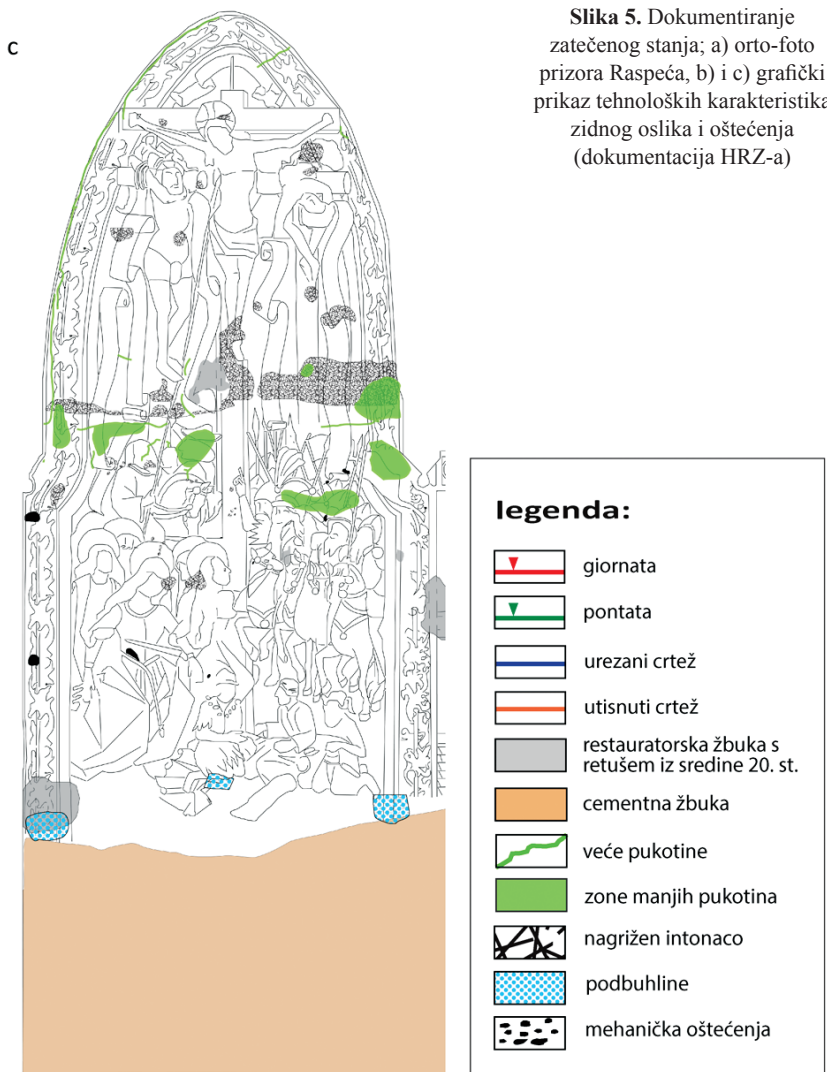 c
Slika 5. Dokumentiranje
zatečenog stanja; a) orto-foto
prizora Raspeća, b) i c) grafički
prikaz tehnoloških karakteristika
zidnog oslika i oštećenja
(dokumentacija HRZ-a)
legenda:
giornata
pontata
urezani crtež
utisnuti crtež
restauratorska žbuka s
retušem iz sredine 20. st.
cementna žbuka
veće pukotine
zone manjih pukotina
nagrižen intonaco
podbuhline
mehanička oštećenja